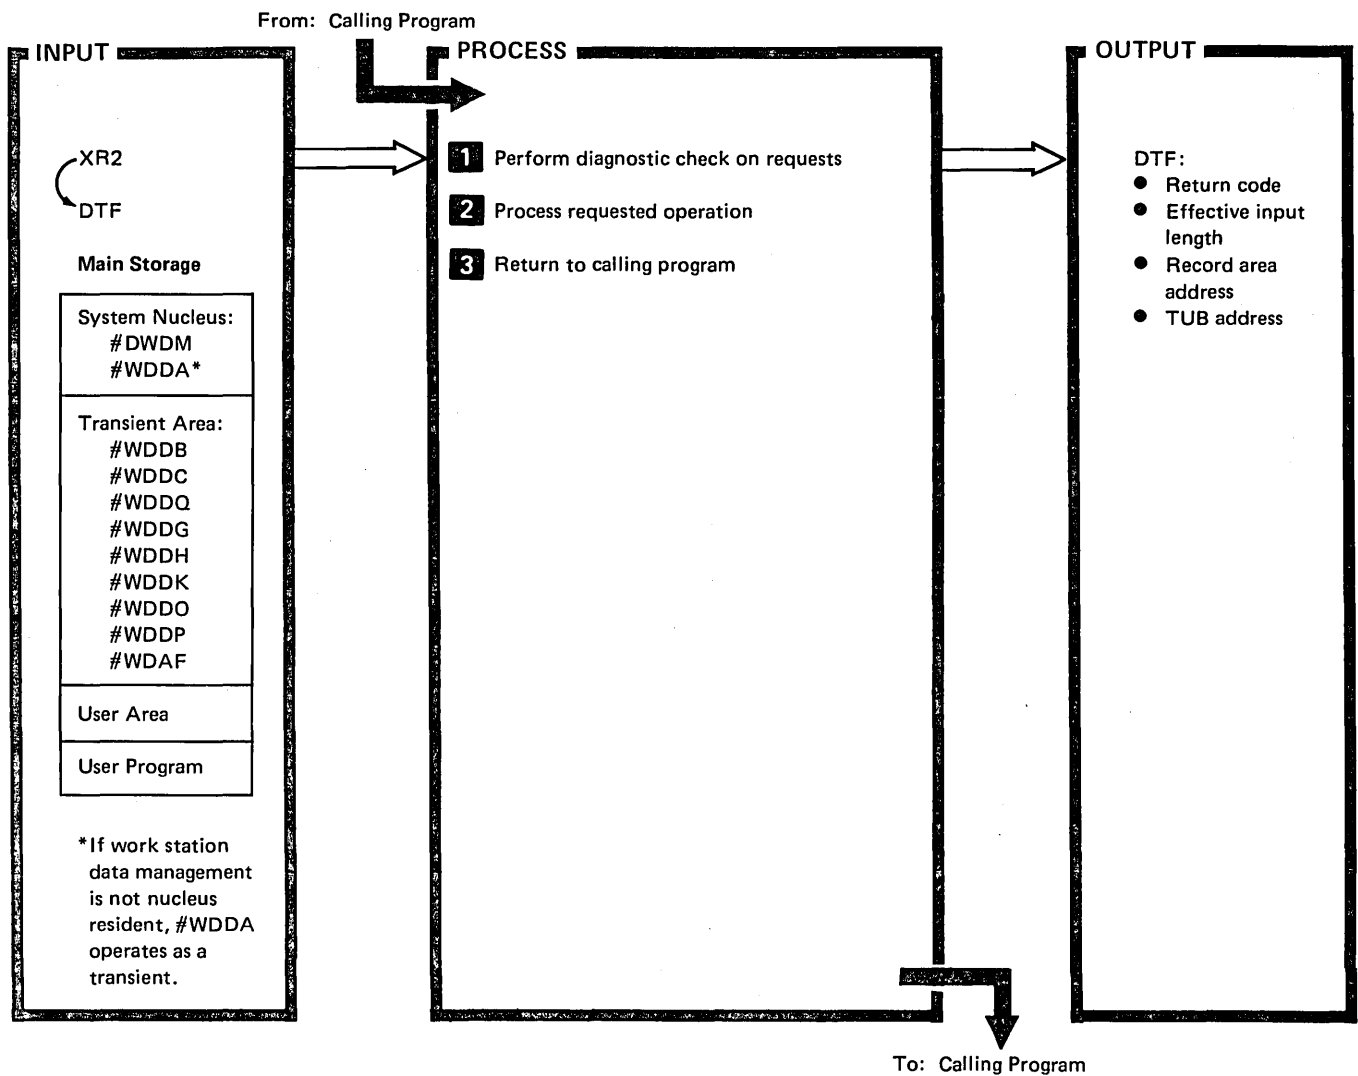 From: Calling Program
INPUT
XR2
DTF
Main Storage
System Nucleus:
#DWDM
#WDDA*
Transient Area:
#WDDB
#WDDC
#WDDQ
#WDDG
#WDDH
#WDDK
#WDDO
#WDDP
#WDAF
User Area
User Program
*If work station
data management
is not nucleus
resident, #WDDA
operates as a
transient.
PROCESS
1 Perform diagnostic check on requests
2 Process requested operation
3 Return to calling program
OUTPUT
DTF:
● Return code
● Effective input
length
● Record area
address
● TUB address
To: Calling Program